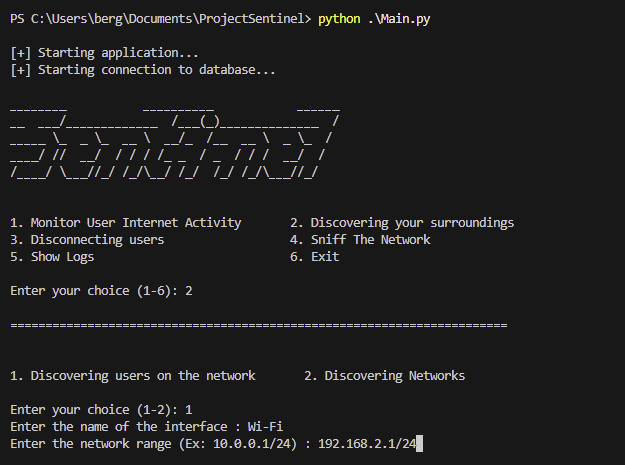 PS C:\Users\berg\Documents\ProjectSentinel> python .\Main.py
[+] Starting application...
[+] Starting connection to database...
Sentinel
1. Monitor User Internet Activity 2. Discovering your surroundings
3. Disconnecting users 4. Sniff The Network
5. Show Logs 6. Exit
Enter your choice (1-6): 2
=======================================================================
1. Discovering users on the network 2. Discovering Networks
Enter your choice (1-2): 1
Enter the name of the interface : Wi-Fi
Enter the network range (Ex: 10.0.0.1/24) : 192.168.2.1/24